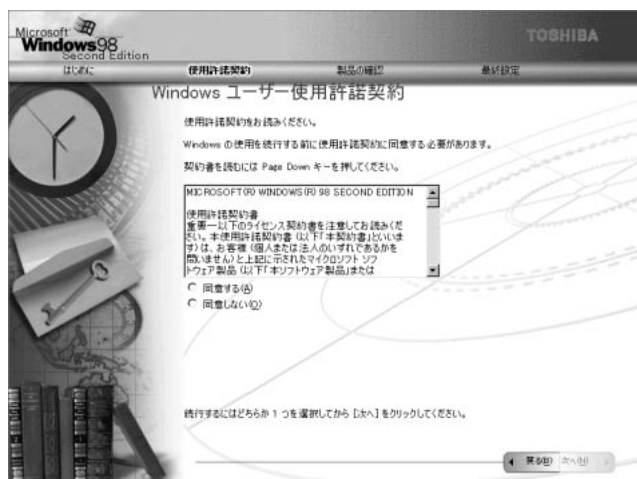 Microsoft
Windows98
Second Edition
TOSHIBA
はじめに
使用許諾契約
製品の確認
最終設定
Windows ユーザー使用許諾契約
使用許諾契約をお読みください。
Windows の使用を続行する前に使用許諾契約に同意する必要があります。
契約書を読むには Page Down キーを押してください。
MICROSOFT(R) WINDOWS(R) 98 SECOND EDITION
使用許諾契約書
重要－以下のライセンス契約書を注意してお読みくだ
さい。本使用許諾契約書 (以下｢本契約書｣といいま
す)は、お客様 (個人または法人のいずれであるかを
問いません)と上記に示されたマイクロソフト ソフ
トウェア製品 (以下｢本ソフトウェア製品｣または
同意する(A)
同意しない(O)
続行するにはどちらか 1 つを選択してから [次へ] をクリックしてください。
戻る(B)
次へ(N)